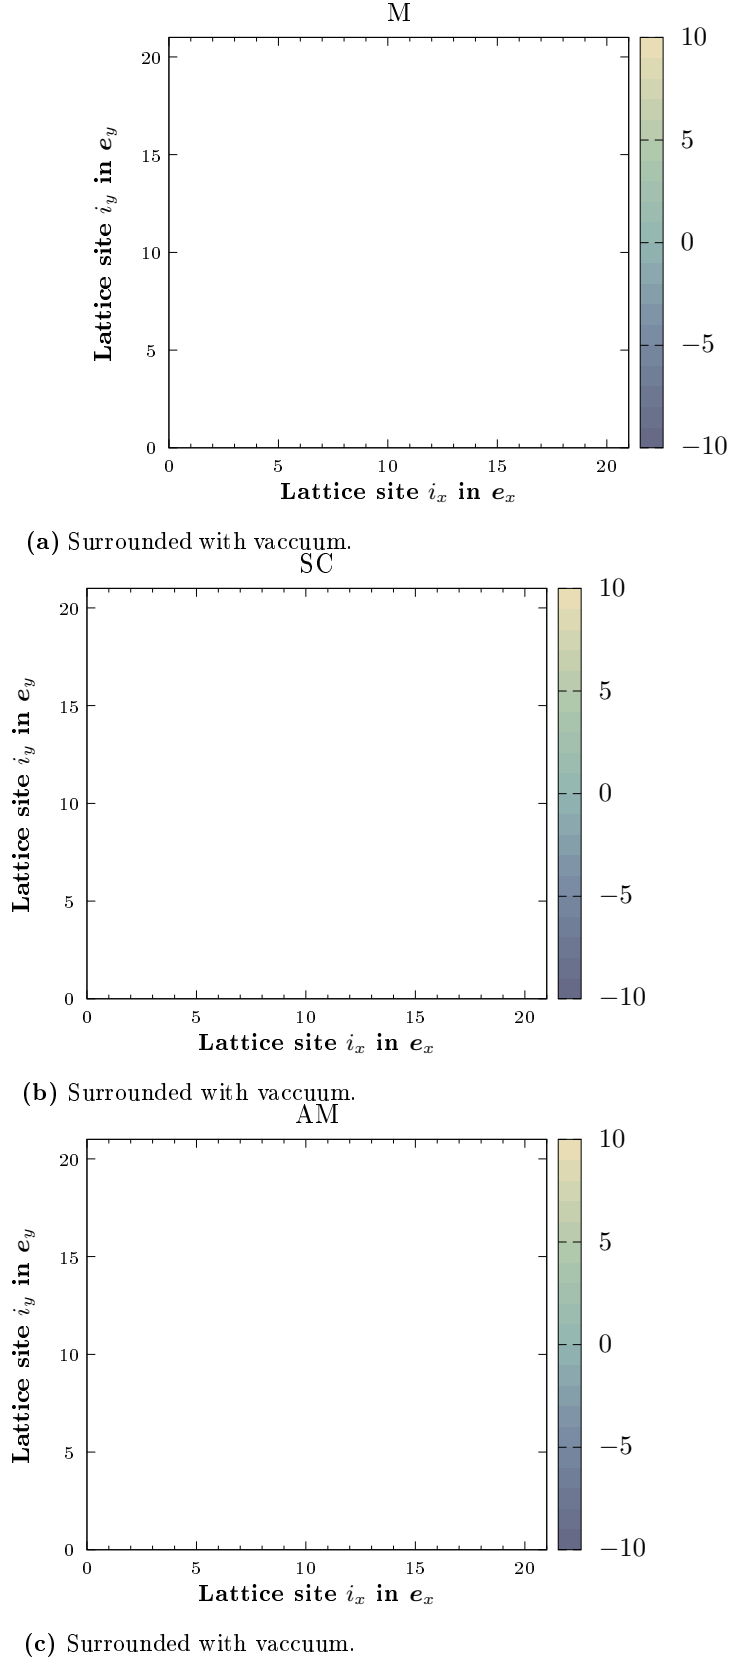 M
20
15
10
5
0
Lattice site i_y in e_y
0 5 10 15 20
Lattice site i_x in e_x
10
5
0
−5
−10
(a) Surrounded with vaccuum.
SC
20
15
10
5
0
Lattice site i_y in e_y
0 5 10 15 20
Lattice site i_x in e_x
10
5
0
−5
−10
(b) Surrounded with vaccuum.
AM
20
15
10
5
0
Lattice site i_y in e_y
0 5 10 15 20
Lattice site i_x in e_x
10
5
0
−5
−10
(c) Surrounded with vaccuum.